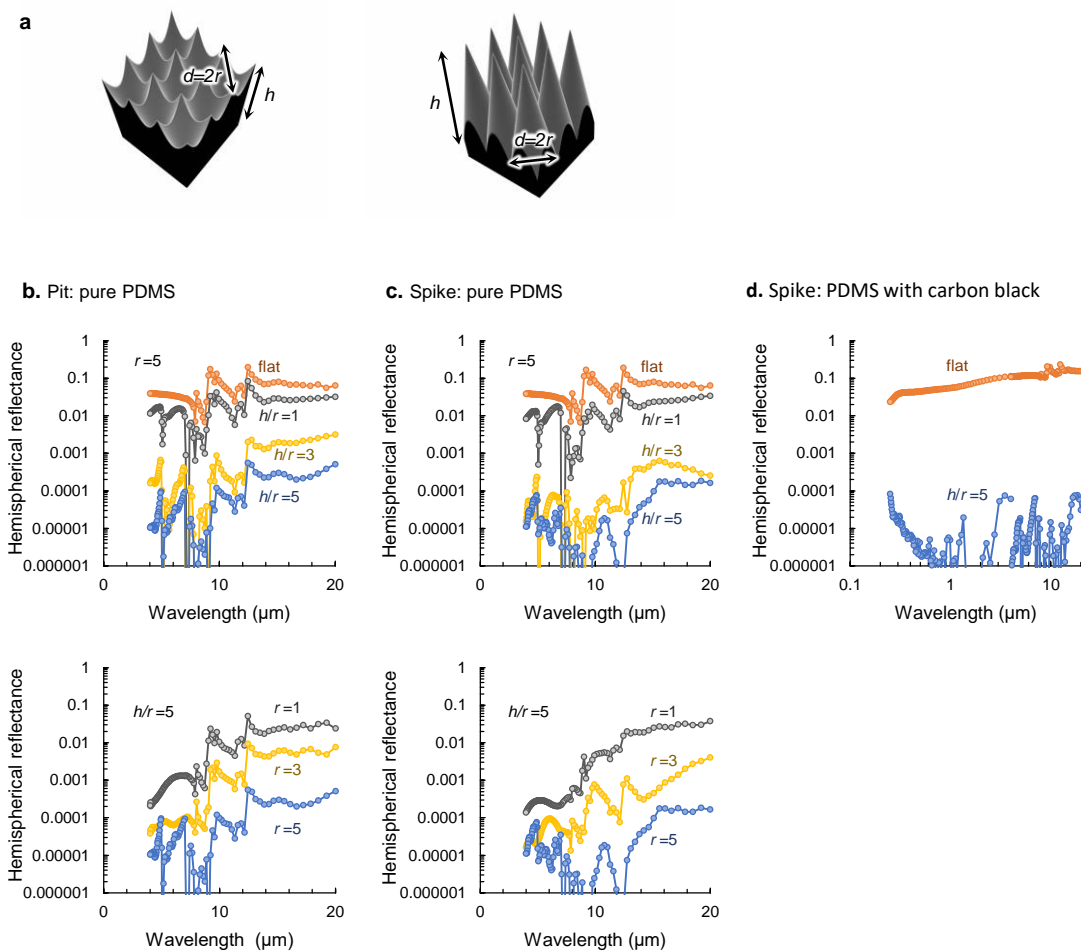 a
d=2r
h
h
d=2r
b. Pit: pure PDMS
c. Spike: pure PDMS
d. Spike: PDMS with carbon black
Hemispherical reflectance
1
0.1
0.01
0.001
0.0001
0.00001
0.000001
r=5
flat
h/r=1
h/r=3
h/r=5
0
10
20
Wavelength (μm)
Hemispherical reflectance
1
0.1
0.01
0.001
0.0001
0.00001
0.000001
r=5
flat
h/r=1
h/r=3
h/r=5
0
10
20
Wavelength (μm)
Hemispherical reflectance
1
0.1
0.01
0.001
0.0001
0.00001
0.000001
flat
h/r=5
0.1
1
10
Wavelength (μm)
Hemispherical reflectance
1
0.1
0.01
0.001
0.0001
0.00001
0.000001
h/r=5
r=1
r=3
r=5
0
10
20
Wavelength (μm)
Hemispherical reflectance
1
0.1
0.01
0.001
0.0001
0.00001
0.000001
h/r=5
r=1
r=3
r=5
0
10
20
Wavelength (μm)